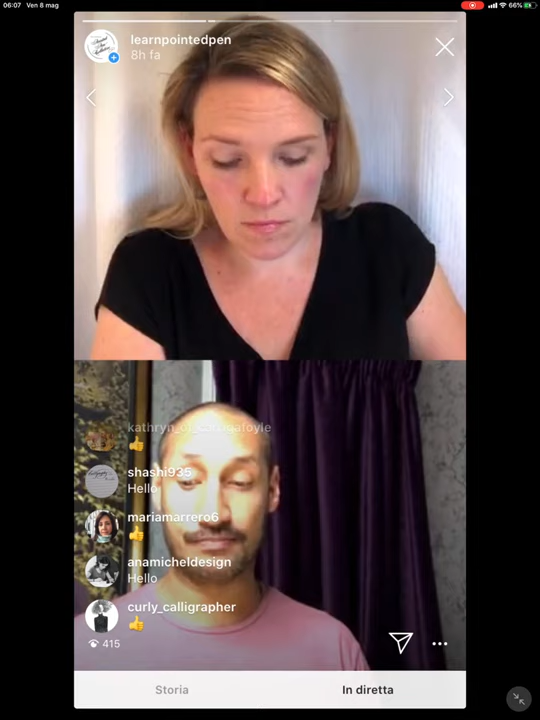 06:07 Ven 8 mag
66%
learnpointedpen
8h fa
shashi935
Hello
mariamarrero6
👍
anamicheldesign
Hello
curly_calligrapher
👍
415
Storia
In diretta